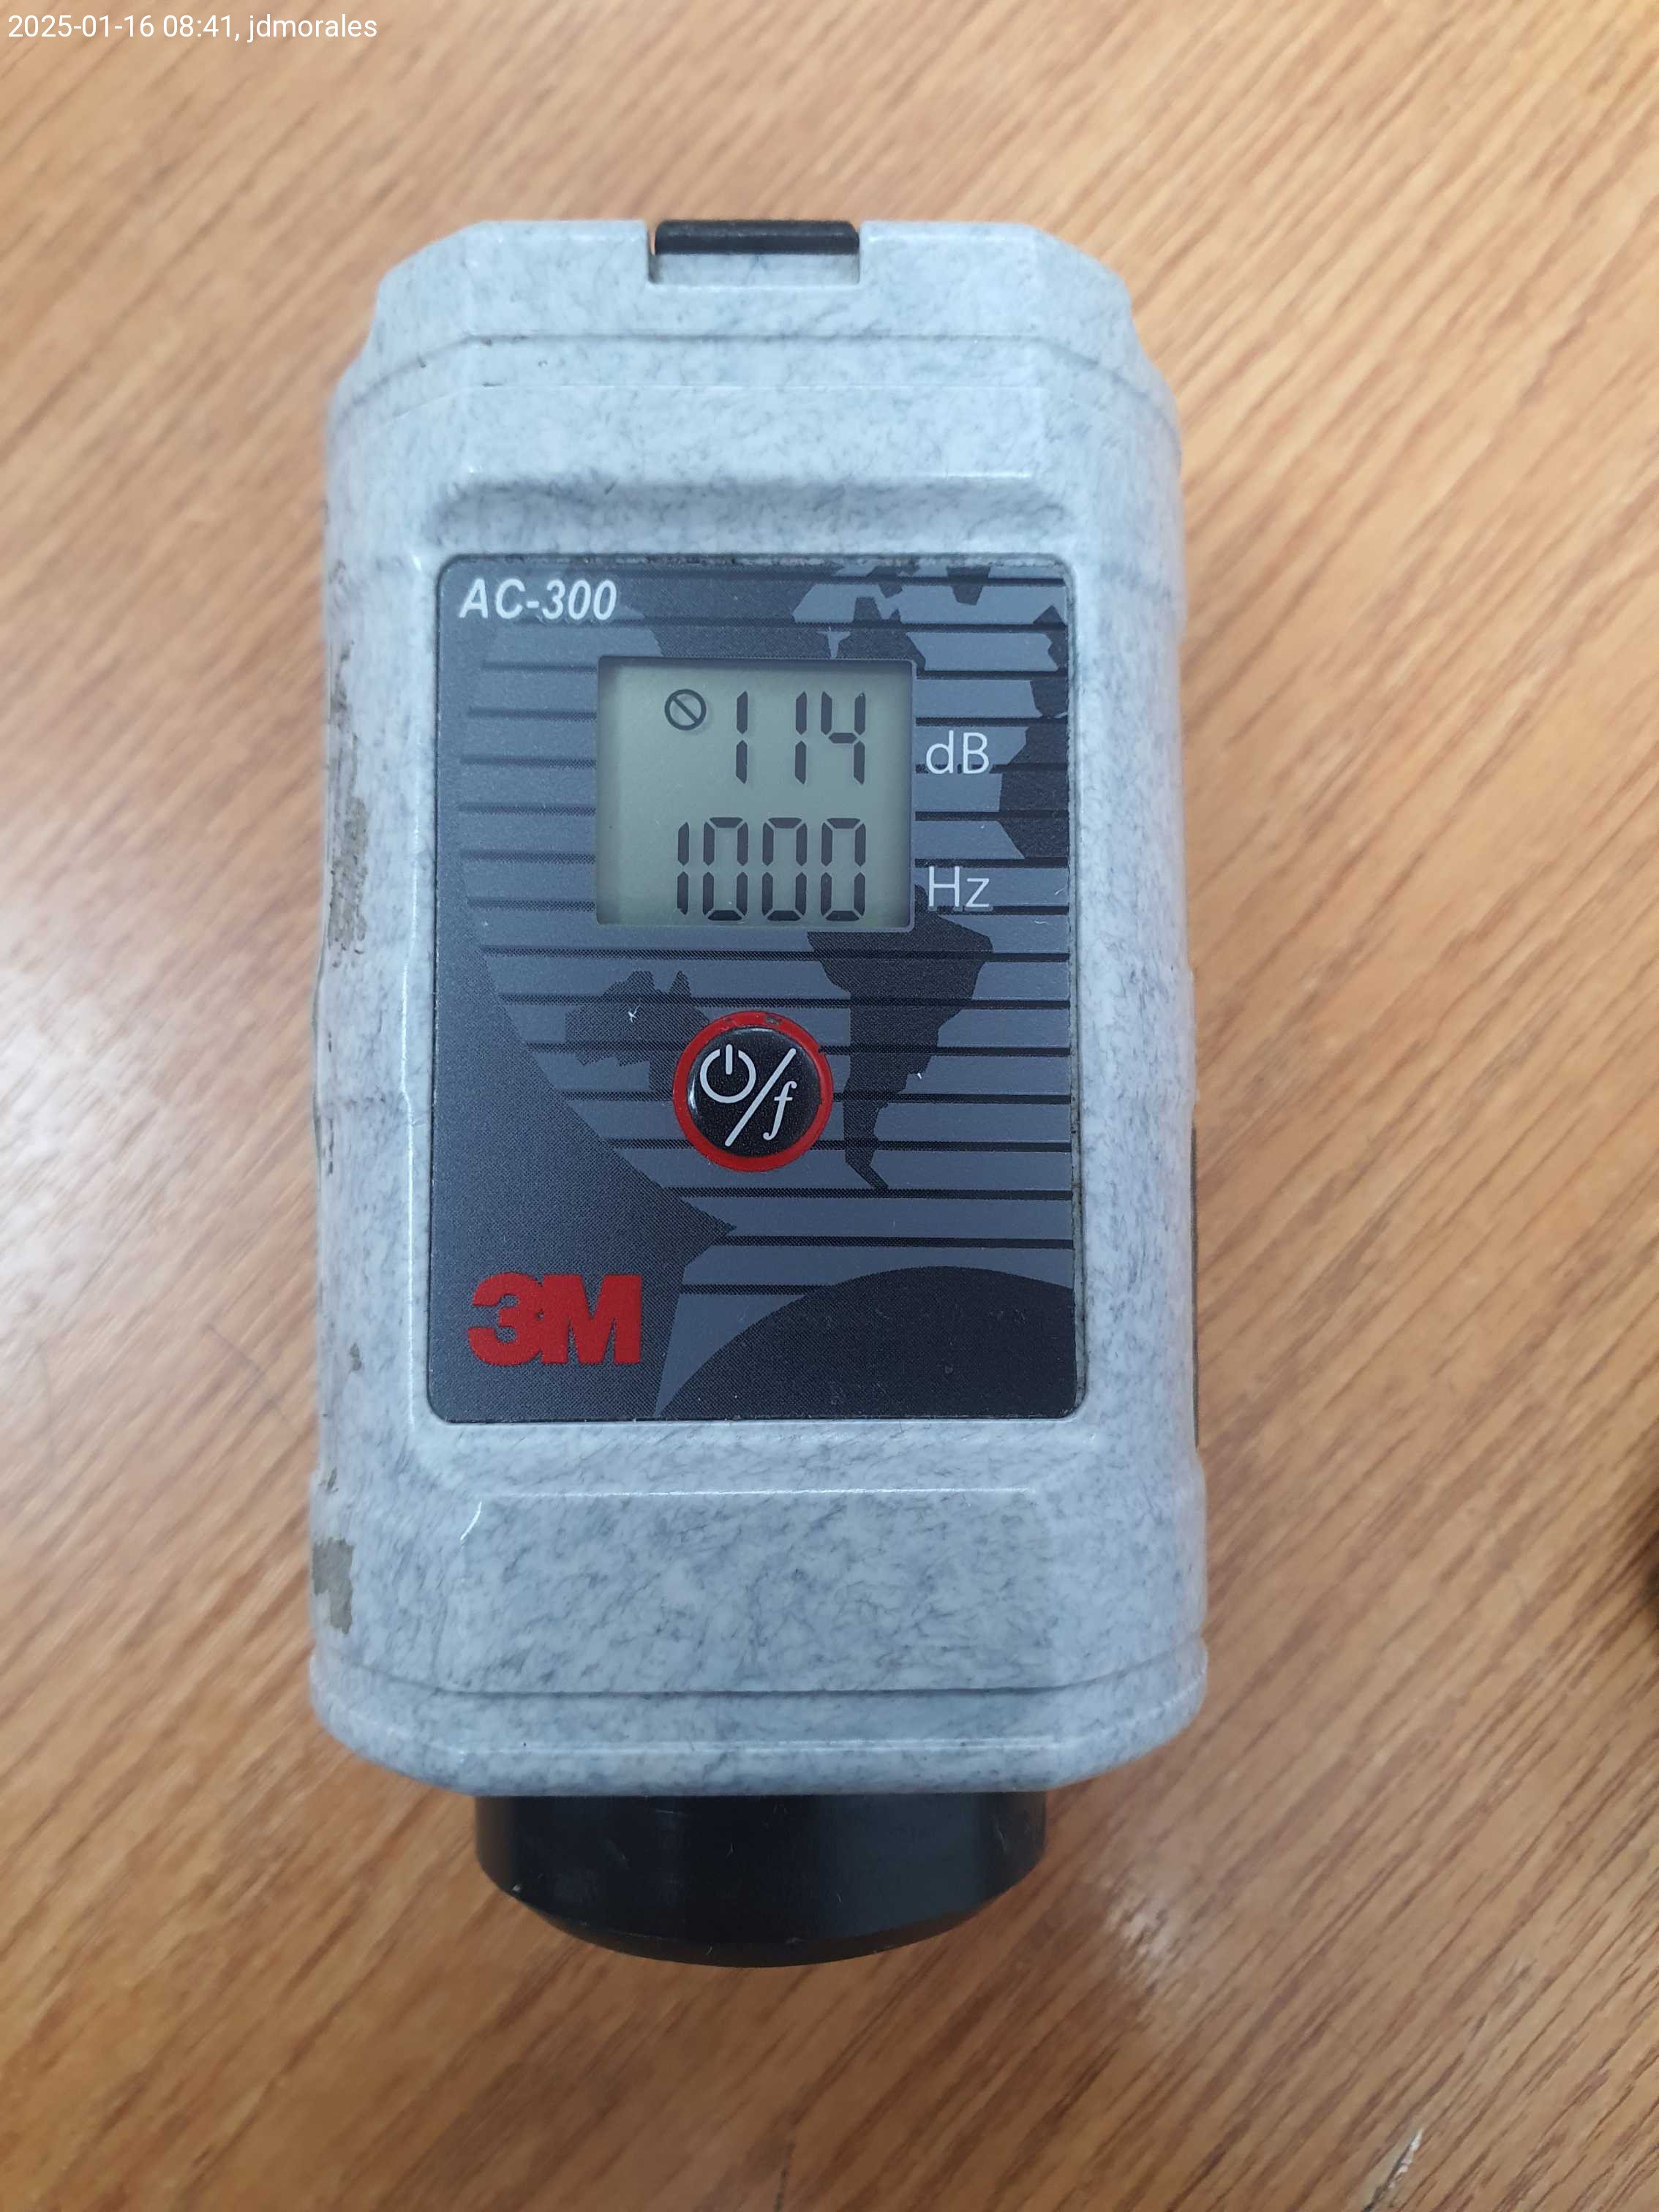 2025-01-16 08:41, jdmorales
AC-300
114
dB
1000
Hz
f
3M